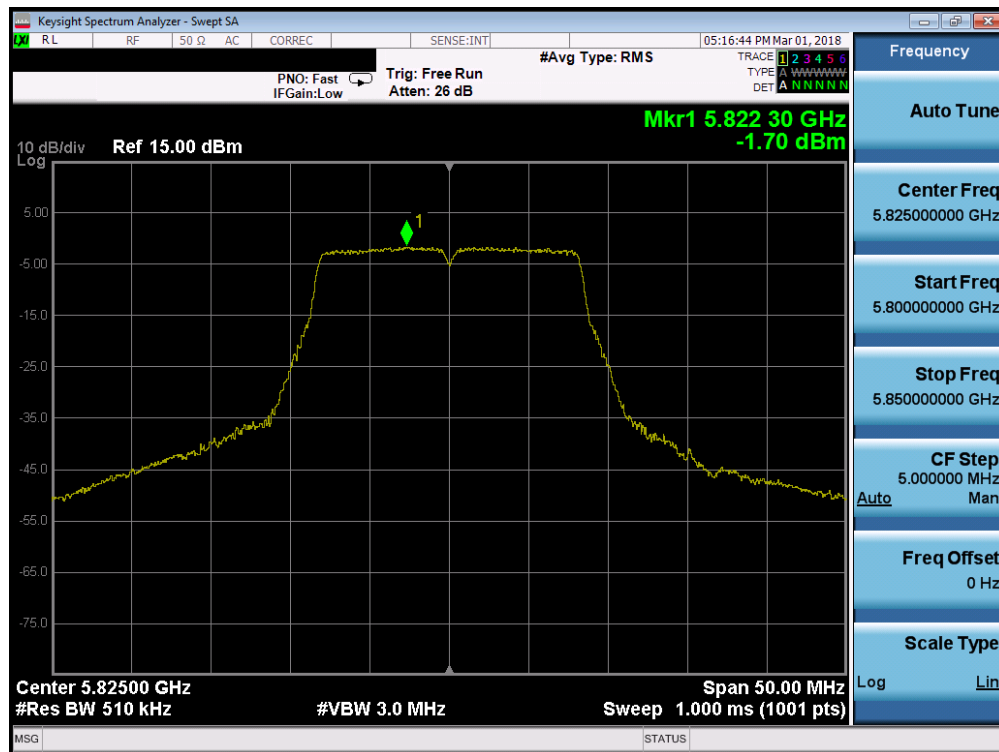 Keysight Spectrum Analyzer - Swept SA
LXI RL RF 50 Ω AC CORREC SENSE:INT 05:16:44 PM Mar 01, 2018
PNO: Fast
IFGain:Low
Trig: Free Run
Atten: 26 dB
#Avg Type: RMS
TRACE 1 2 3 4 5 6
TYPE A WWWWW
DET A N N N N N
Mkr1 5.822 30 GHz
-1.70 dBm
10 dB/div Ref 15.00 dBm
Log
5.00
-5.00
-15.0
-25.0
-35.0
-45.0
-55.0
-65.0
-75.0
1
Center 5.82500 GHz Span 50.00 MHz
#Res BW 510 kHz #VBW 3.0 MHz Sweep 1.000 ms (1001 pts)
MSG STATUS
Frequency
Auto Tune
Center Freq
5.825000000 GHz
Start Freq
5.800000000 GHz
Stop Freq
5.850000000 GHz
CF Step
5.000000 MHz
Auto Man
Freq Offset
0 Hz
Scale Type
Log Lin